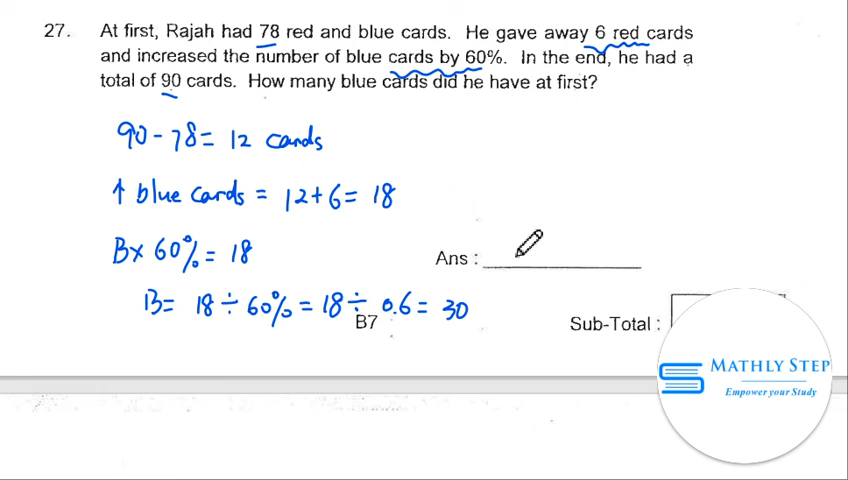 27. At first, Rajah had 78 red and blue cards. He gave away 6 red cards
and increased the number of blue cards by 60%. In the end, he had a
total of 90 cards. How many blue cards did he have at first?
90 - 78 = 12 cards
↑ blue cards = 12 + 6 = 18
B x 60% = 18
Ans :
B = 18 ÷ 60% = 18 ÷ 0.6 = 30
B7
Sub-Total :
MATHLY STEP
Empower your Study